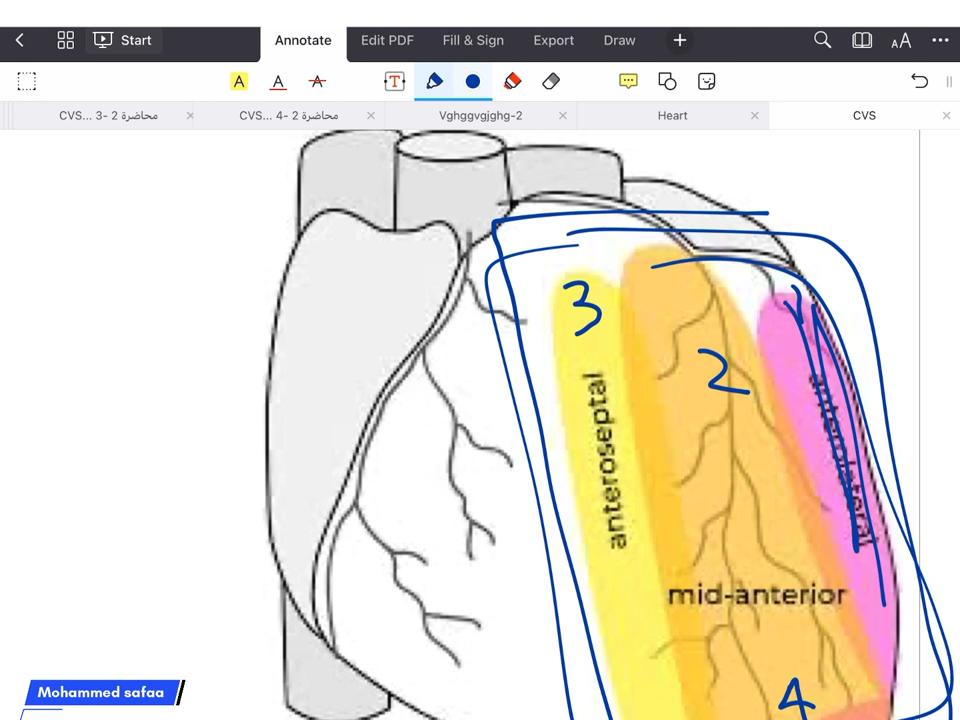 Start
Annotate
Edit PDF
Fill & Sign
Export
Draw
CVS... 3- محاضرة 2
CVS... 4- محاضرة 2
Vghggvgjghg-2
Heart
CVS
3
2
anteroseptal
anterolateral
mid-anterior
4
Mohammed safaa